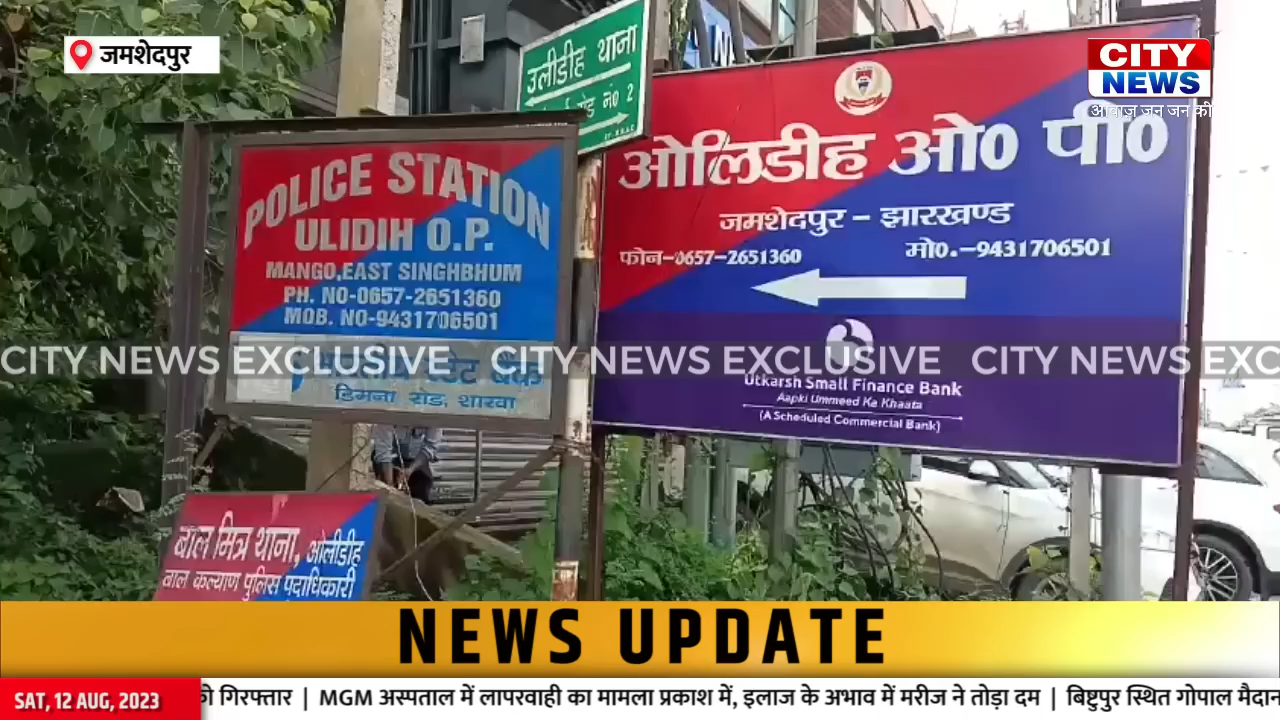 जमशेदपुर
CITY
NEWS
आवाज़ जन जन की
उलीडीह थाना
रोड नं० 2
POLICE STATION
ULIDIH O.P.
MANGO,EAST SINGHBHUM
PH. NO-0657-2651360
MOB. NO-9431706501
स्टेट बैंक
डिमना रोड, शाखा
ओलिडीह ओ० पी०
जमशेदपुर - झारखण्ड
फोन-0657-2651360 मो०.-9431706501
CITY NEWS EXCLUSIVE CITY NEWS EXCLUSIVE CITY NEWS EXC
Utkarsh Small Finance Bank
Aapki Ummeed Ka Khaata
(A Scheduled Commercial Bank)
बाल मित्र थाना, ओलीडीह
बाल कल्याण पुलिस पदाधिकारी
NEWS UPDATE
SAT, 12 AUG, 2023
गिरफ्तार | MGM अस्पताल में लापरवाही का मामला प्रकाश में, इलाज के अभाव में मरीज ने तोड़ा दम | बिष्टुपुर स्थित गोपाल मैदान